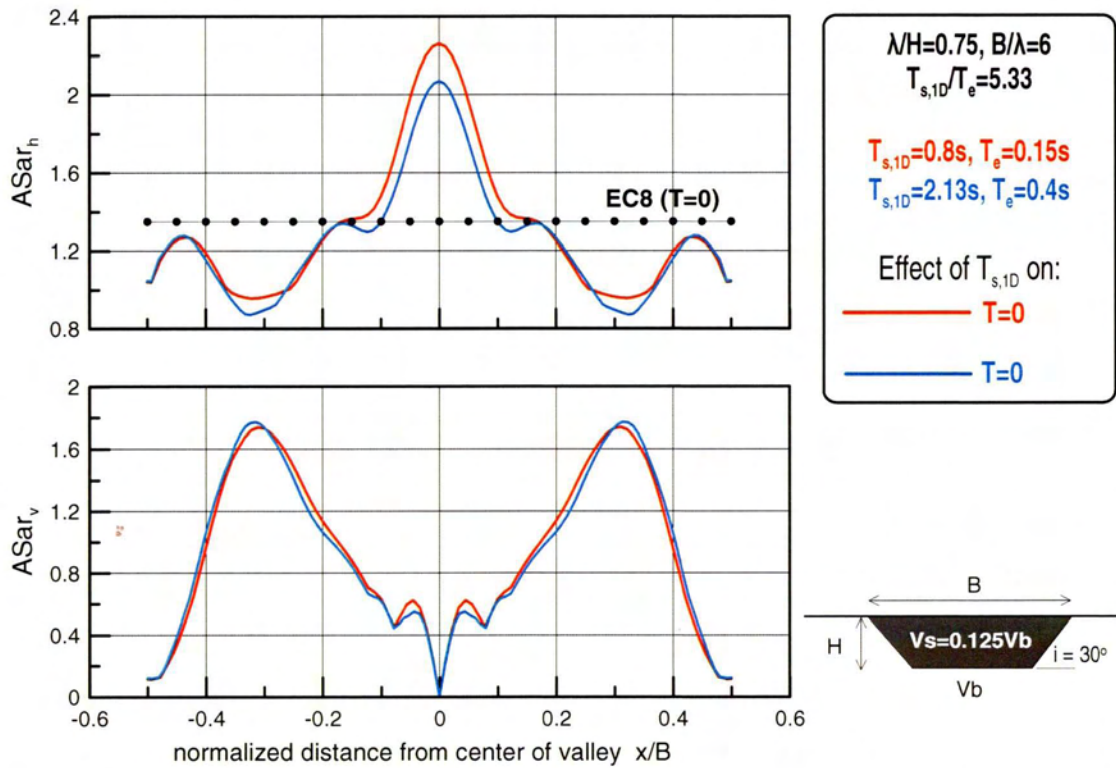 2.4
2
1.6
1.2
0.8
ASar_h
EC8 (T=0)
2
1.6
1.2
0.8
0.4
0
ASar_v
-0.6 -0.4 -0.2 0 0.2 0.4 0.6
normalized distance from center of valley x/B
λ/H=0.75, B/λ=6
T_s,1D/T_e=5.33
T_s,1D=0.8s, T_e=0.15s
T_s,1D=2.13s, T_e=0.4s
Effect of T_s,1D on:
T=0
T=0
B
H
Vs=0.125Vb
i = 30º
Vb